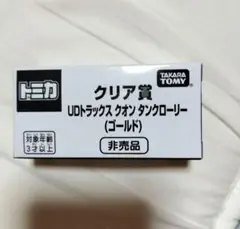 トミカ
TAKARA
TOMY
クリア賞
UDトラックス クオン タンクローリー
(ゴールド)
対象年齢
3才以上
非売品